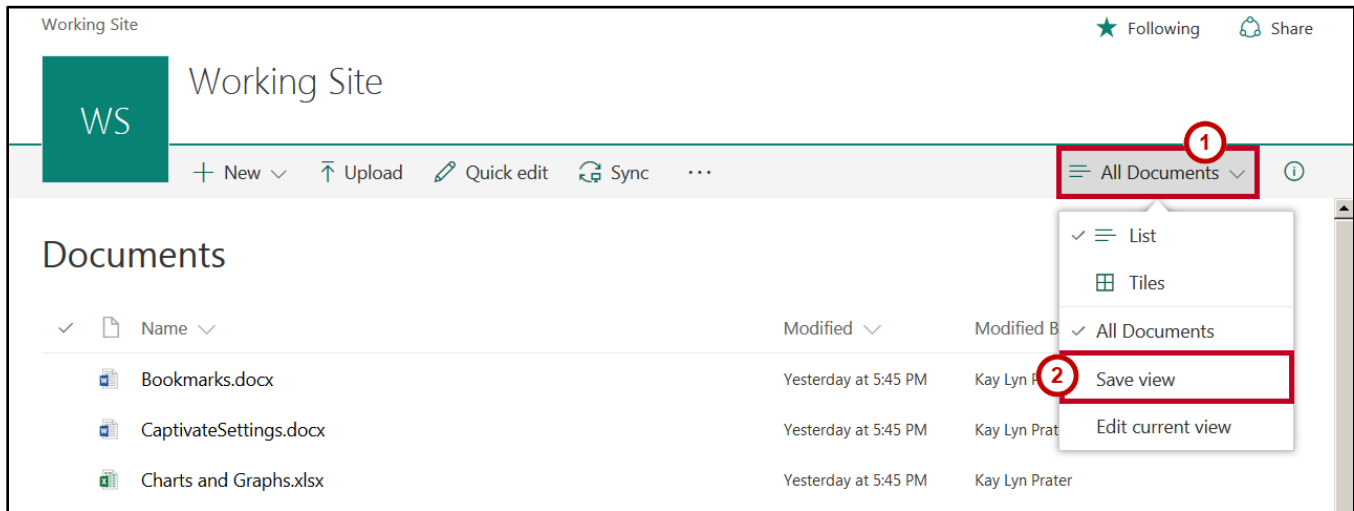 Working Site
Following
Share
WS
Working Site
New
Upload
Quick edit
Sync
...
1
All Documents
List
Tiles
All Documents
2
Save view
Edit current view
Documents
Name
Modified
Modified B
Bookmarks.docx
Yesterday at 5:45 PM
Kay Lyn P
CaptivateSettings.docx
Yesterday at 5:45 PM
Kay Lyn Prat
Charts and Graphs.xlsx
Yesterday at 5:45 PM
Kay Lyn Prater